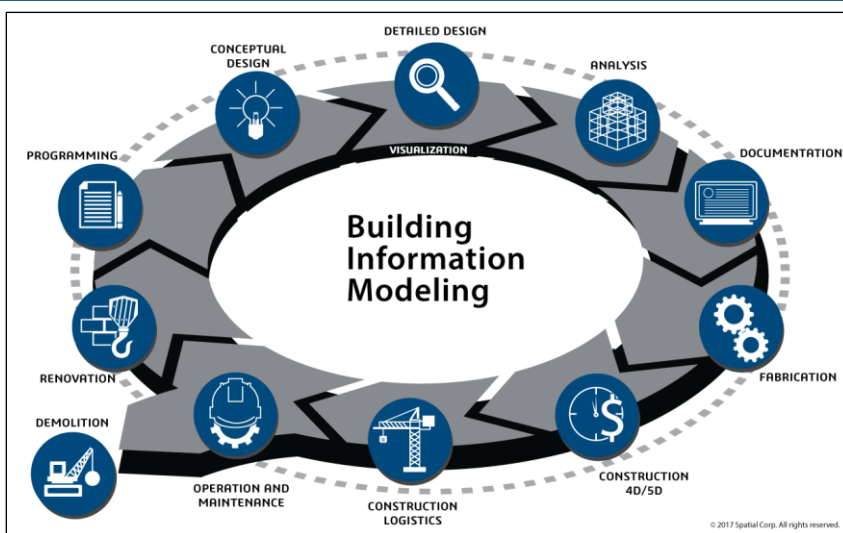 DETAILED DESIGN
CONCEPTUAL
DESIGN
ANALYSIS
PROGRAMMING
VISUALIZATION
DOCUMENTATION
Building
Information
Modeling
RENOVATION
FABRICATION
DEMOLITION
$
OPERATION AND
MAINTENANCE
CONSTRUCTION
LOGISTICS
CONSTRUCTION
4D/5D
© 2017 Spatial Corp. All rights reserved.